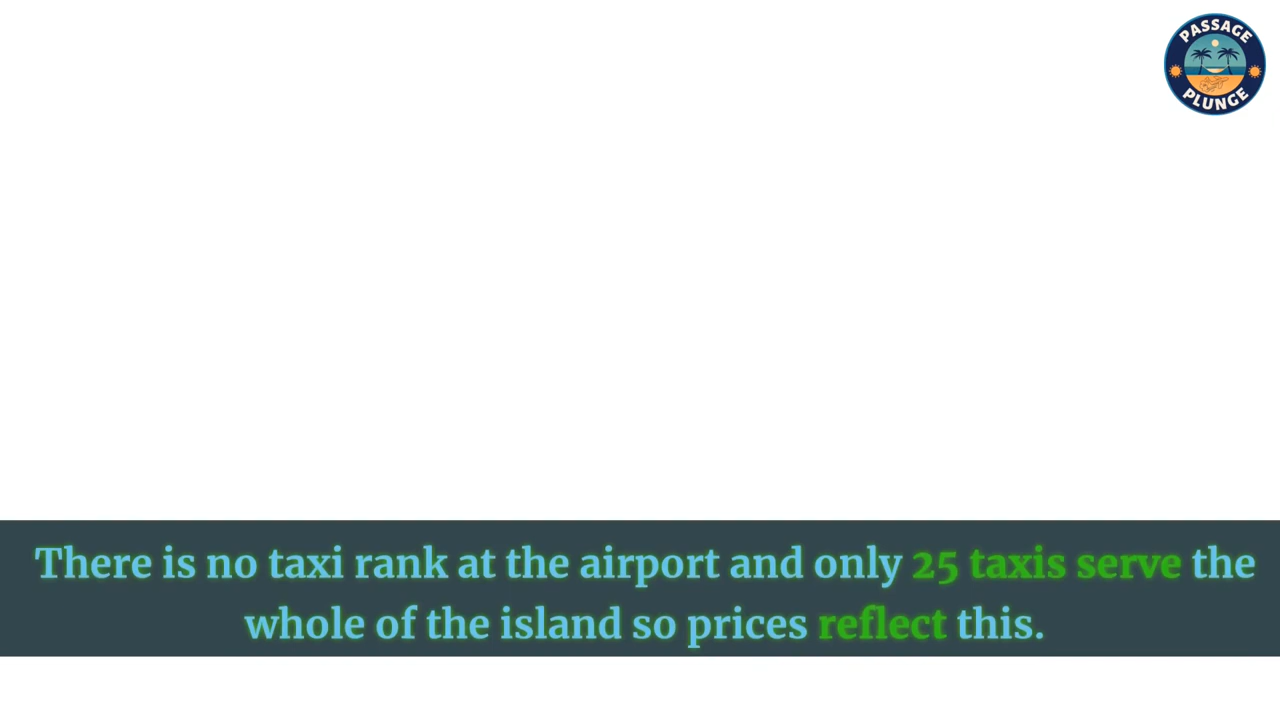 PASSAGE
PLUNGE
There is no taxi rank at the airport and only 25 taxis serve the
whole of the island so prices reflect this.